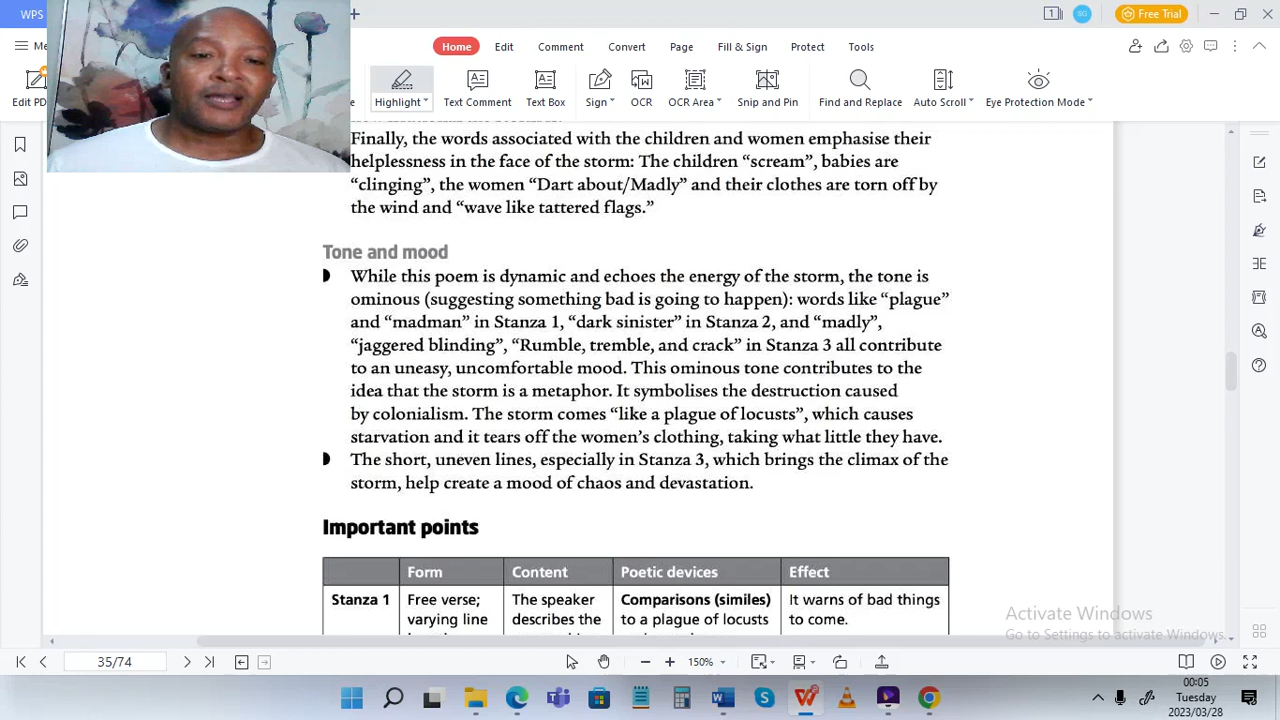 WPS
1
SG
Free Trial
Me
Home
Edit
Comment
Convert
Page
Fill & Sign
Protect
Tools
Edit PD
Highlight
Text Comment
Text Box
Sign
OCR
OCR Area
Snip and Pin
Find and Replace
Auto Scroll
Eye Protection Mode
Finally, the words associated with the children and women emphasise their
helplessness in the face of the storm: The children “scream”, babies are
“clinging”, the women “Dart about/Madly” and their clothes are torn off by
the wind and “wave like tattered flags.”
Tone and mood
While this poem is dynamic and echoes the energy of the storm, the tone is
ominous (suggesting something bad is going to happen): words like “plague”
and “madman” in Stanza 1, “dark sinister” in Stanza 2, and “madly”,
“jaggered blinding”, “Rumble, tremble, and crack” in Stanza 3 all contribute
to an uneasy, uncomfortable mood. This ominous tone contributes to the
idea that the storm is a metaphor. It symbolises the destruction caused
by colonialism. The storm comes “like a plague of locusts”, which causes
starvation and it tears off the women’s clothing, taking what little they have.
The short, uneven lines, especially in Stanza 3, which brings the climax of the
storm, help create a mood of chaos and devastation.
Important points
Form
Content
Poetic devices
Effect
Stanza 1
Free verse;
varying line
The speaker
describes the
Comparisons (similes)
to a plague of locusts
It warns of bad things
to come.
Activate Windows
Go to Settings to activate Windows.
35/74
150%
00:05
Tuesday
2023/03/28